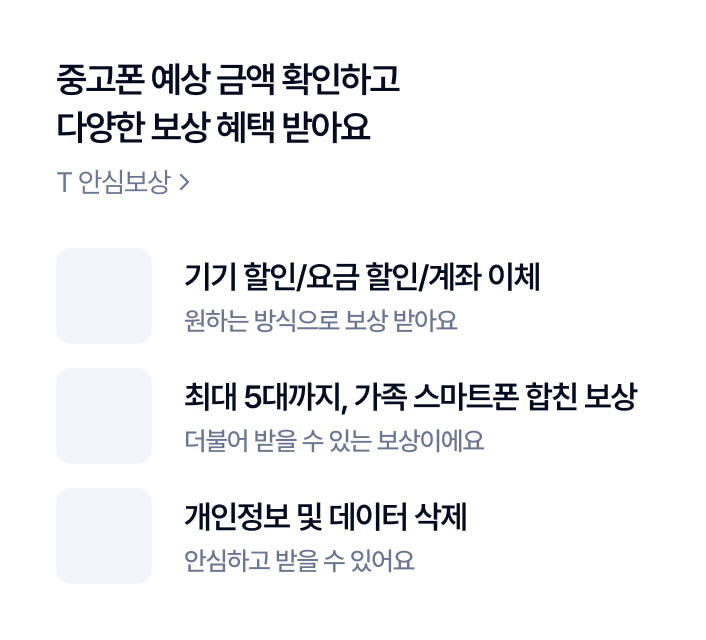 중고폰 예상 금액 확인하고
다양한 보상 혜택 받아요
T 안심보상 >
기기 할인/요금 할인/계좌 이체
원하는 방식으로 보상 받아요
최대 5대까지, 가족 스마트폰 합친 보상
더불어 받을 수 있는 보상이에요
개인정보 및 데이터 삭제
안심하고 받을 수 있어요